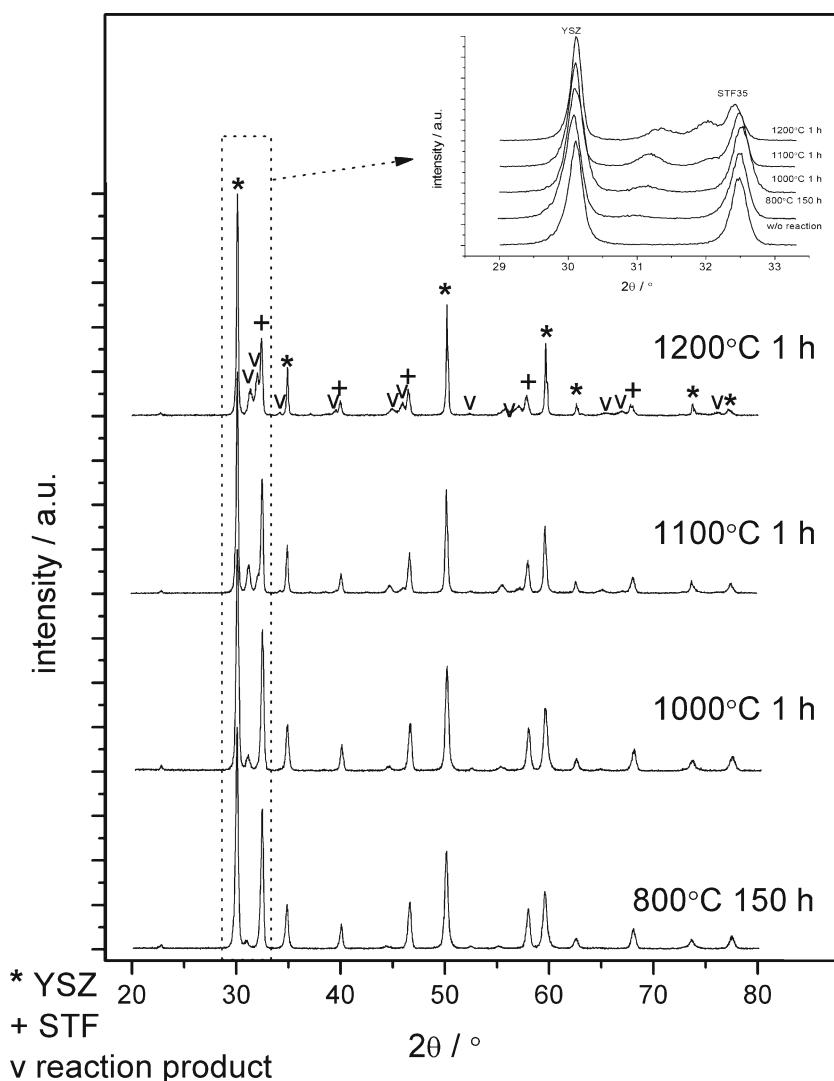 YSZ
STF35
1200°C 1 h
1100°C 1 h
1000°C 1 h
800°C 150 h
w/o reaction
intensity / a.u.
29 30 31 32 33
2θ / °
* + v v * v + v v + * v v + * * v v + * v *
1200°C 1 h
1100°C 1 h
1000°C 1 h
800°C 150 h
intensity / a.u.
20 30 40 50 60 70 80
2θ / °
* YSZ
+ STF
v reaction product